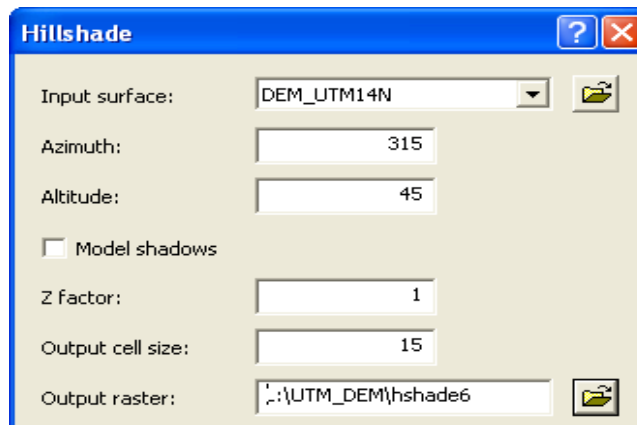 Hillshade
Input surface: DEM_UTM14N
Azimuth: 315
Altitude: 45
Model shadows
Z factor: 1
Output cell size: 15
Output raster: :\UTM_DEM\hshade6